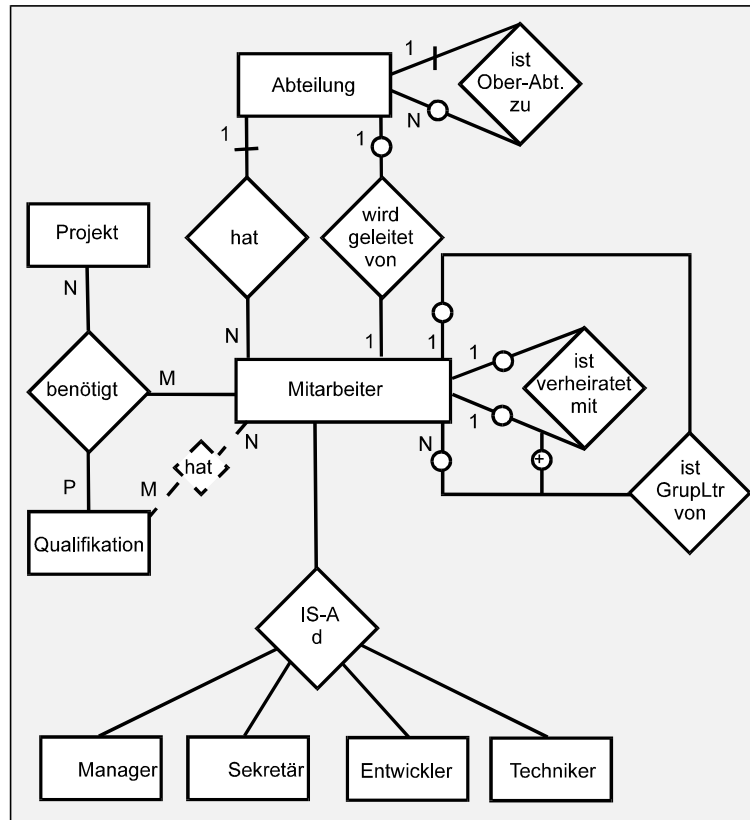 1
ist
Ober-Abt.
zu
Abteilung
N
1
1
Projekt
hat
wird
geleitet
von
N
N
1
1
1
ist
verheiratet
mit
benötigt
M
Mitarbeiter
1
N
N
+
ist
GrupLtr
von
hat
P
M
Qualifikation
IS-A
d
Manager
Sekretär
Entwickler
Techniker